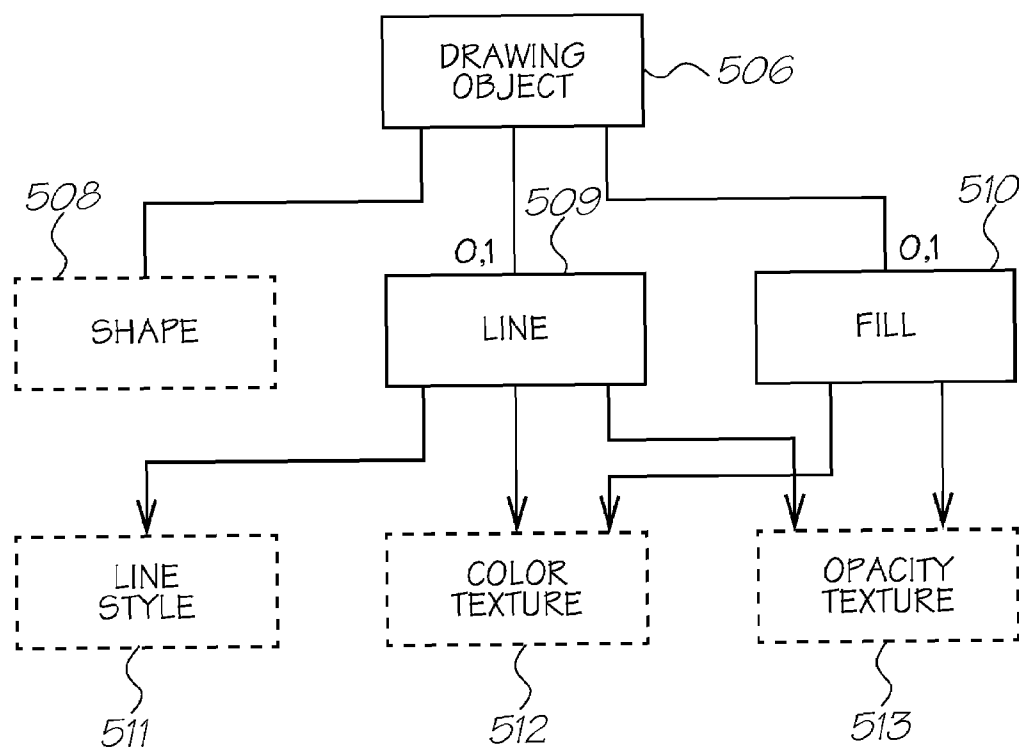 DRAWING
OBJECT
506
508
509
510
0,1
0,1
SHAPE
LINE
FILL
LINE
STYLE
COLOR
TEXTURE
OPACITY
TEXTURE
511
512
513